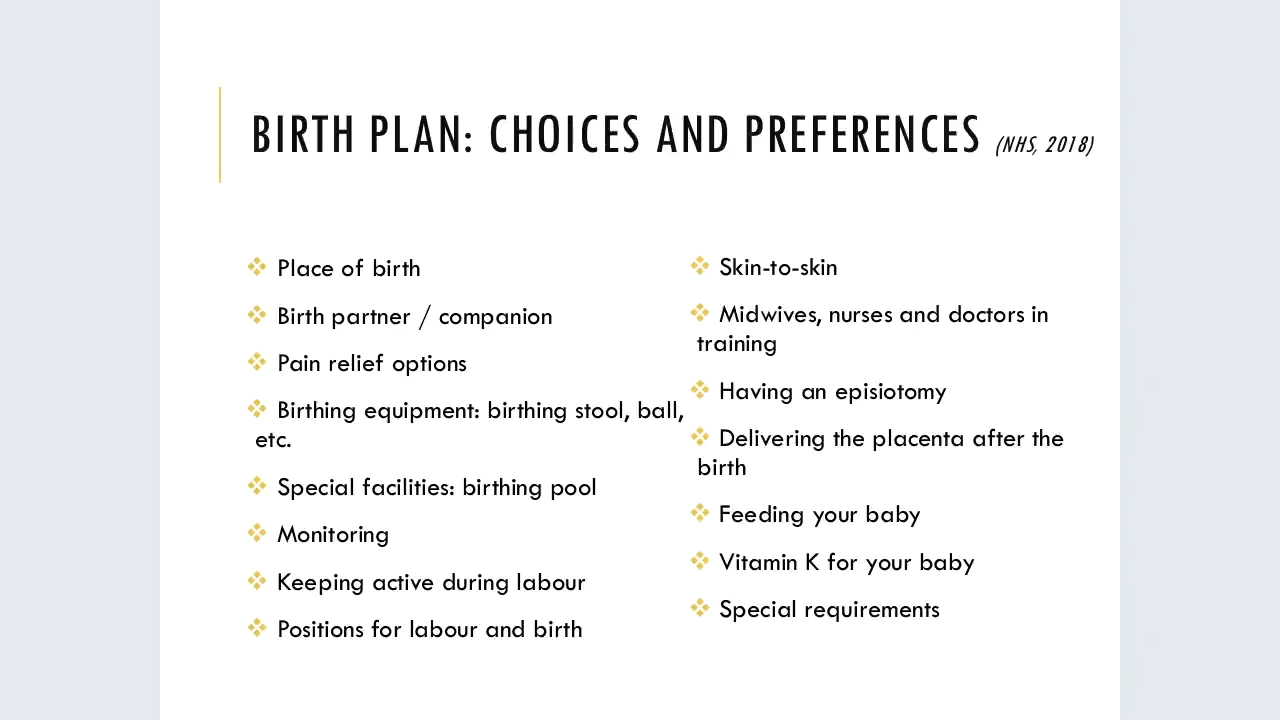 BIRTH PLAN: CHOICES AND PREFERENCES (NHS, 2018)
Place of birth
Birth partner / companion
Pain relief options
Birthing equipment: birthing stool, ball,
etc.
Special facilities: birthing pool
Monitoring
Keeping active during labour
Positions for labour and birth
Skin-to-skin
Midwives, nurses and doctors in
training
Having an episiotomy
Delivering the placenta after the
birth
Feeding your baby
Vitamin K for your baby
Special requirements